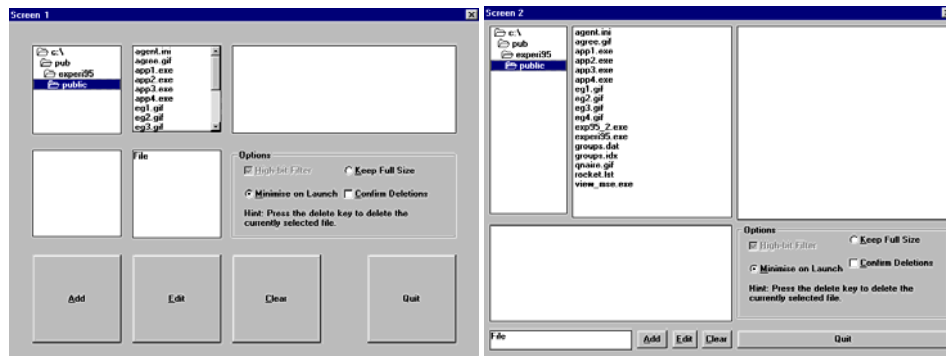 Screen 1
c:\
pub
experi95
public
agent.ini
agree.gif
app1.exe
app2.exe
app3.exe
app4.exe
eg1.gif
eg2.gif
eg3.gif
File
Options
High-bit Filter
Keep Full Size
Minimise on Launch
Confirm Deletions
Hint: Press the delete key to delete the
currently selected file.
Add
Edit
Clear
Quit
Screen 2
c:\
pub
experi95
public
agent.ini
agree.gif
app1.exe
app2.exe
app3.exe
app4.exe
eg1.gif
eg2.gif
eg3.gif
eg4.gif
exp95_2.exe
experi95.exe
groups.dat
groups.idx
qnaire.gif
rocket.lst
view_mse.exe
Options
High-bit Filter
Keep Full Size
Minimise on Launch
Confirm Deletions
Hint: Press the delete key to delete the
currently selected file.
File
Add
Edit
Clear
Quit